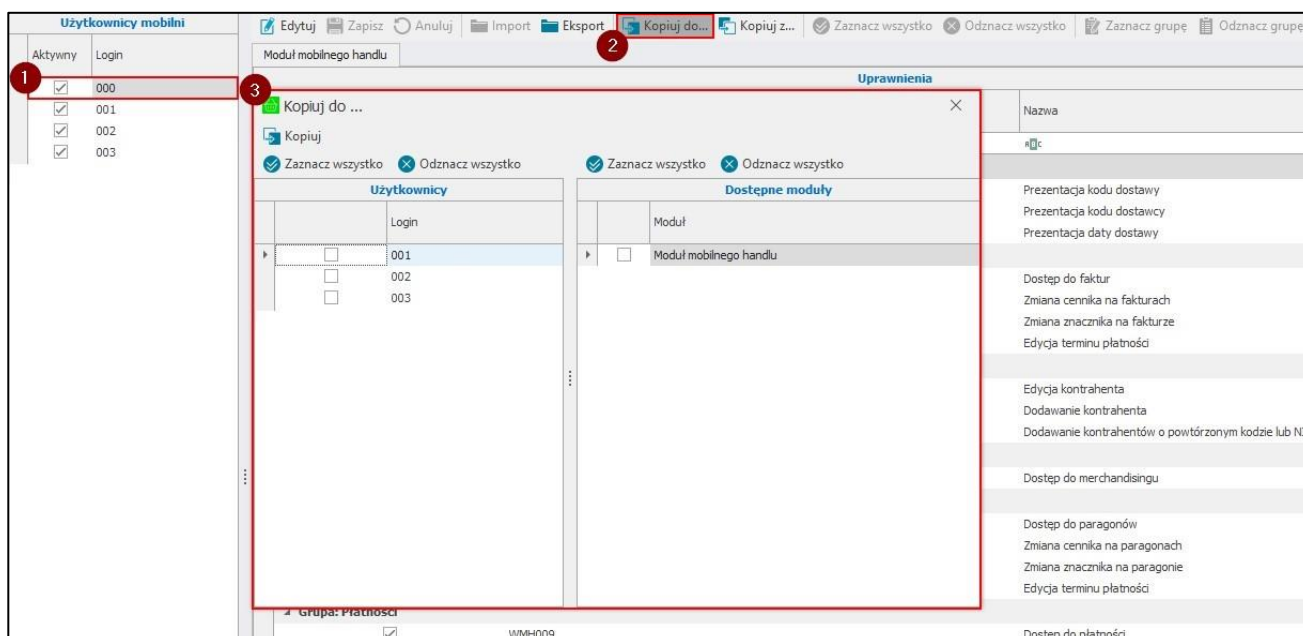 Użytkownicy mobilni
Edytuj Zapisz Anuluj Import Eksport Kopiuj do... Kopiuj z... Zaznacz wszystko Odznacz wszystko Zaznacz grupę Odznacz grupę
2
Aktywny Login
Moduł mobilnego handlu
1
000
001
002
003
Uprawnienia
3
Kopiuj do ...
Kopiuj
Zaznacz wszystko Odznacz wszystko
Zaznacz wszystko Odznacz wszystko
Użytkownicy
Login
001
002
003
Dostępne moduły
Moduł
Moduł mobilnego handlu
Nazwa
Prezentacja kodu dostawy
Prezentacja kodu dostawcy
Prezentacja daty dostawy
Dostęp do faktur
Zmiana cennika na fakturach
Zmiana znacznika na fakturze
Edycja terminu płatności
Edycja kontrahenta
Dodawanie kontrahenta
Dodawanie kontrahentów o powtórzonym kodzie lub NI
Dostęp do merchandisingu
Dostęp do paragonów
Zmiana cennika na paragonach
Zmiana znacznika na paragonie
Edycja terminu płatności
Grupa: Płatności
WMH009 Dostęp do płatności